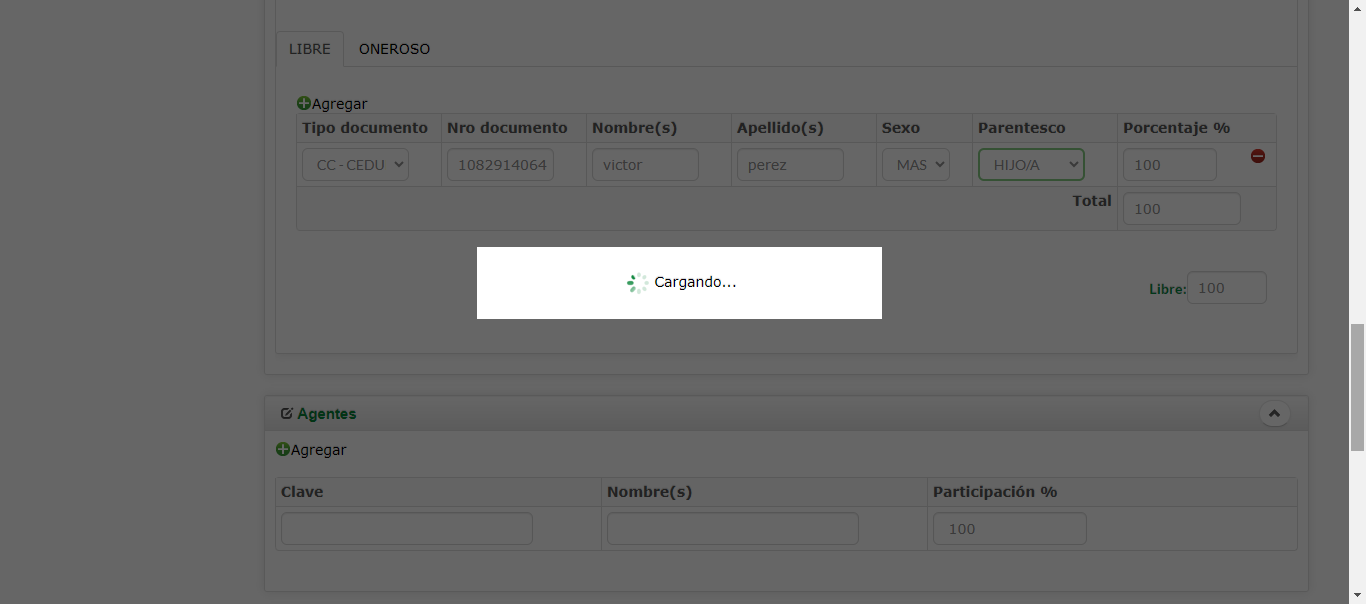 LIBRE ONEROSO
Agregar
Tipo documento Nro documento Nombre(s) Apellido(s) Sexo Parentesco Porcentaje %
CC - CEDU 1082914064 victor perez MAS HIJO/A 100
Total 100
Cargando...
Libre: 100
Agentes
Agregar
Clave Nombre(s) Participación %
100